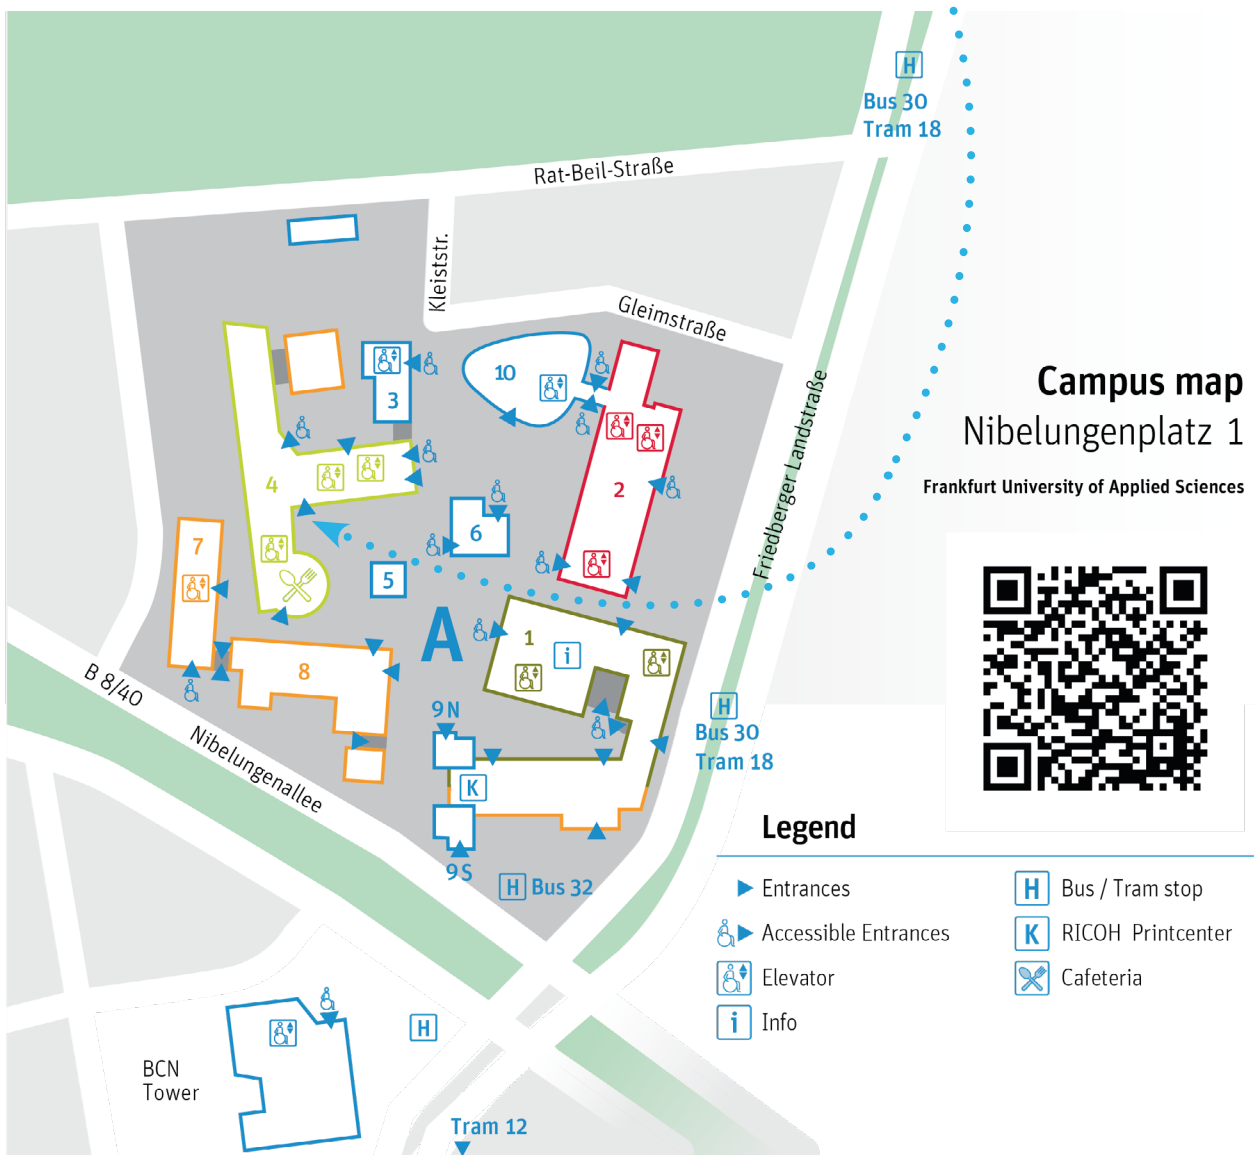 H
Bus 30
Tram 18
Rat-Beil-Straße
Kleiststr.
Gleimstraße
Friedberger Landstraße
Campus map
Nibelungenplatz 1
Frankfurt University of Applied Sciences
10
3
4
2
6
7
5
A
1
i
8
9 N
H
Bus 30
Tram 18
B 8/40
Nibelungenallee
K
9 S
H Bus 32
Legend
Entrances
H Bus / Tram stop
Accessible Entrances
K RICOH Printcenter
Elevator
Cafeteria
i Info
H
BCN
Tower
Tram 12